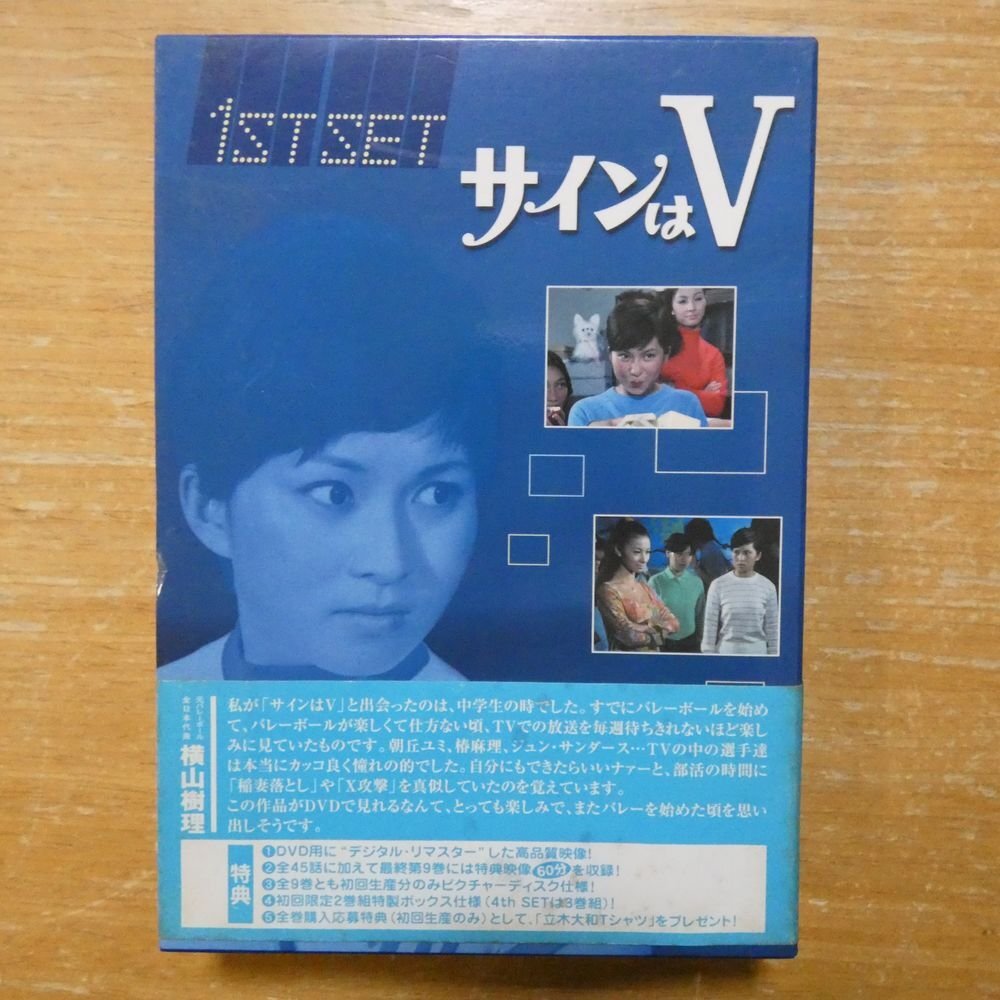 1ST SET
サインはV
元バレーボール
全日本代表
横山樹理
私が「サインはV」と出会ったのは、中学生の時でした。すでにバレーボールを始め
て、バレーボールが楽しくて仕方ない頃、TVでの放送を毎週待ちきれないほど楽し
みに見ていたものです。朝丘ユミ、椿麻理、ジュン・サンダース…TVの中の選手達
は本当にカッコ良く憧れの的でした。自分にもできたらいいナァーと、部活の時間に
「稲妻落とし」や「X攻撃」を真似していたのを覚えています。
この作品がDVDで見れるなんて、とっても楽しみで、またバレーを始めた頃を思い
出しそうです。
特典
①DVD用に“デジタル・リマスター”した高品質映像!
②全45話に加えて最終第9巻には特典映像60分を収録!
③全9巻とも初回生産分のみピクチャーディスク仕様!
④初回限定2巻組特製ボックス仕様(4th SETは3巻組)!
⑤全巻購入応募特典(初回生産のみ)として、「立木大和Tシャツ」をプレゼント!